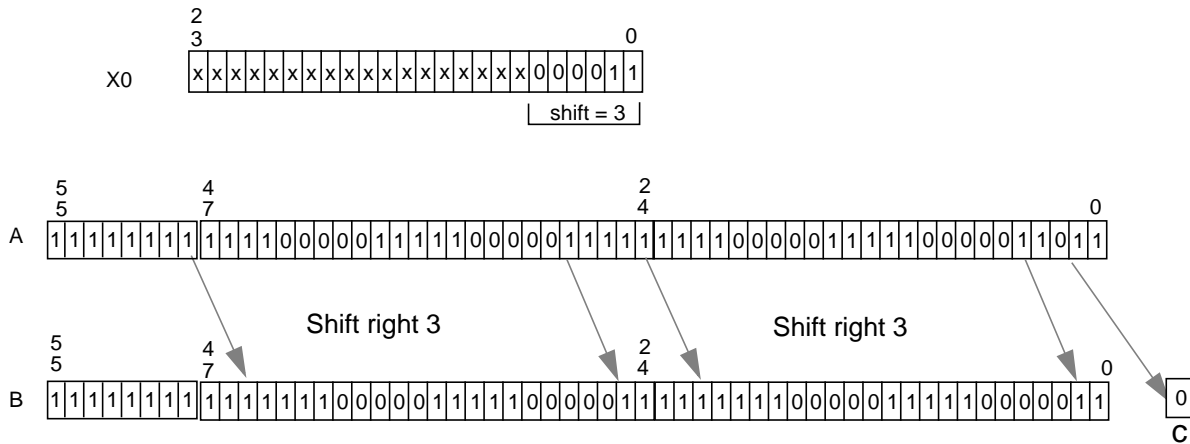 2
3 0
X0 x x x x x x x x x x x x x x x x x x 0 0 0 0 1 1
shift = 3
5 4 2
5 7 4 0
A 1 1 1 1 1 1 1 1 1 1 1 1 0 0 0 0 0 1 1 1 1 1 0 0 0 0 0 1 1 1 1 1 1 1 1 1 0 0 0 0 0 1 1 1 1 1 0 0 0 0 0 1 1 0 1 1
Shift right 3 Shift right 3
5 4 2
5 7 4 0
B 1 1 1 1 1 1 1 1 1 1 1 1 1 1 1 0 0 0 0 0 1 1 1 1 1 0 0 0 0 0 1 1 1 1 1 1 1 1 1 0 0 0 0 0 1 1 1 1 1 0 0 0 0 0 1 1 0
C